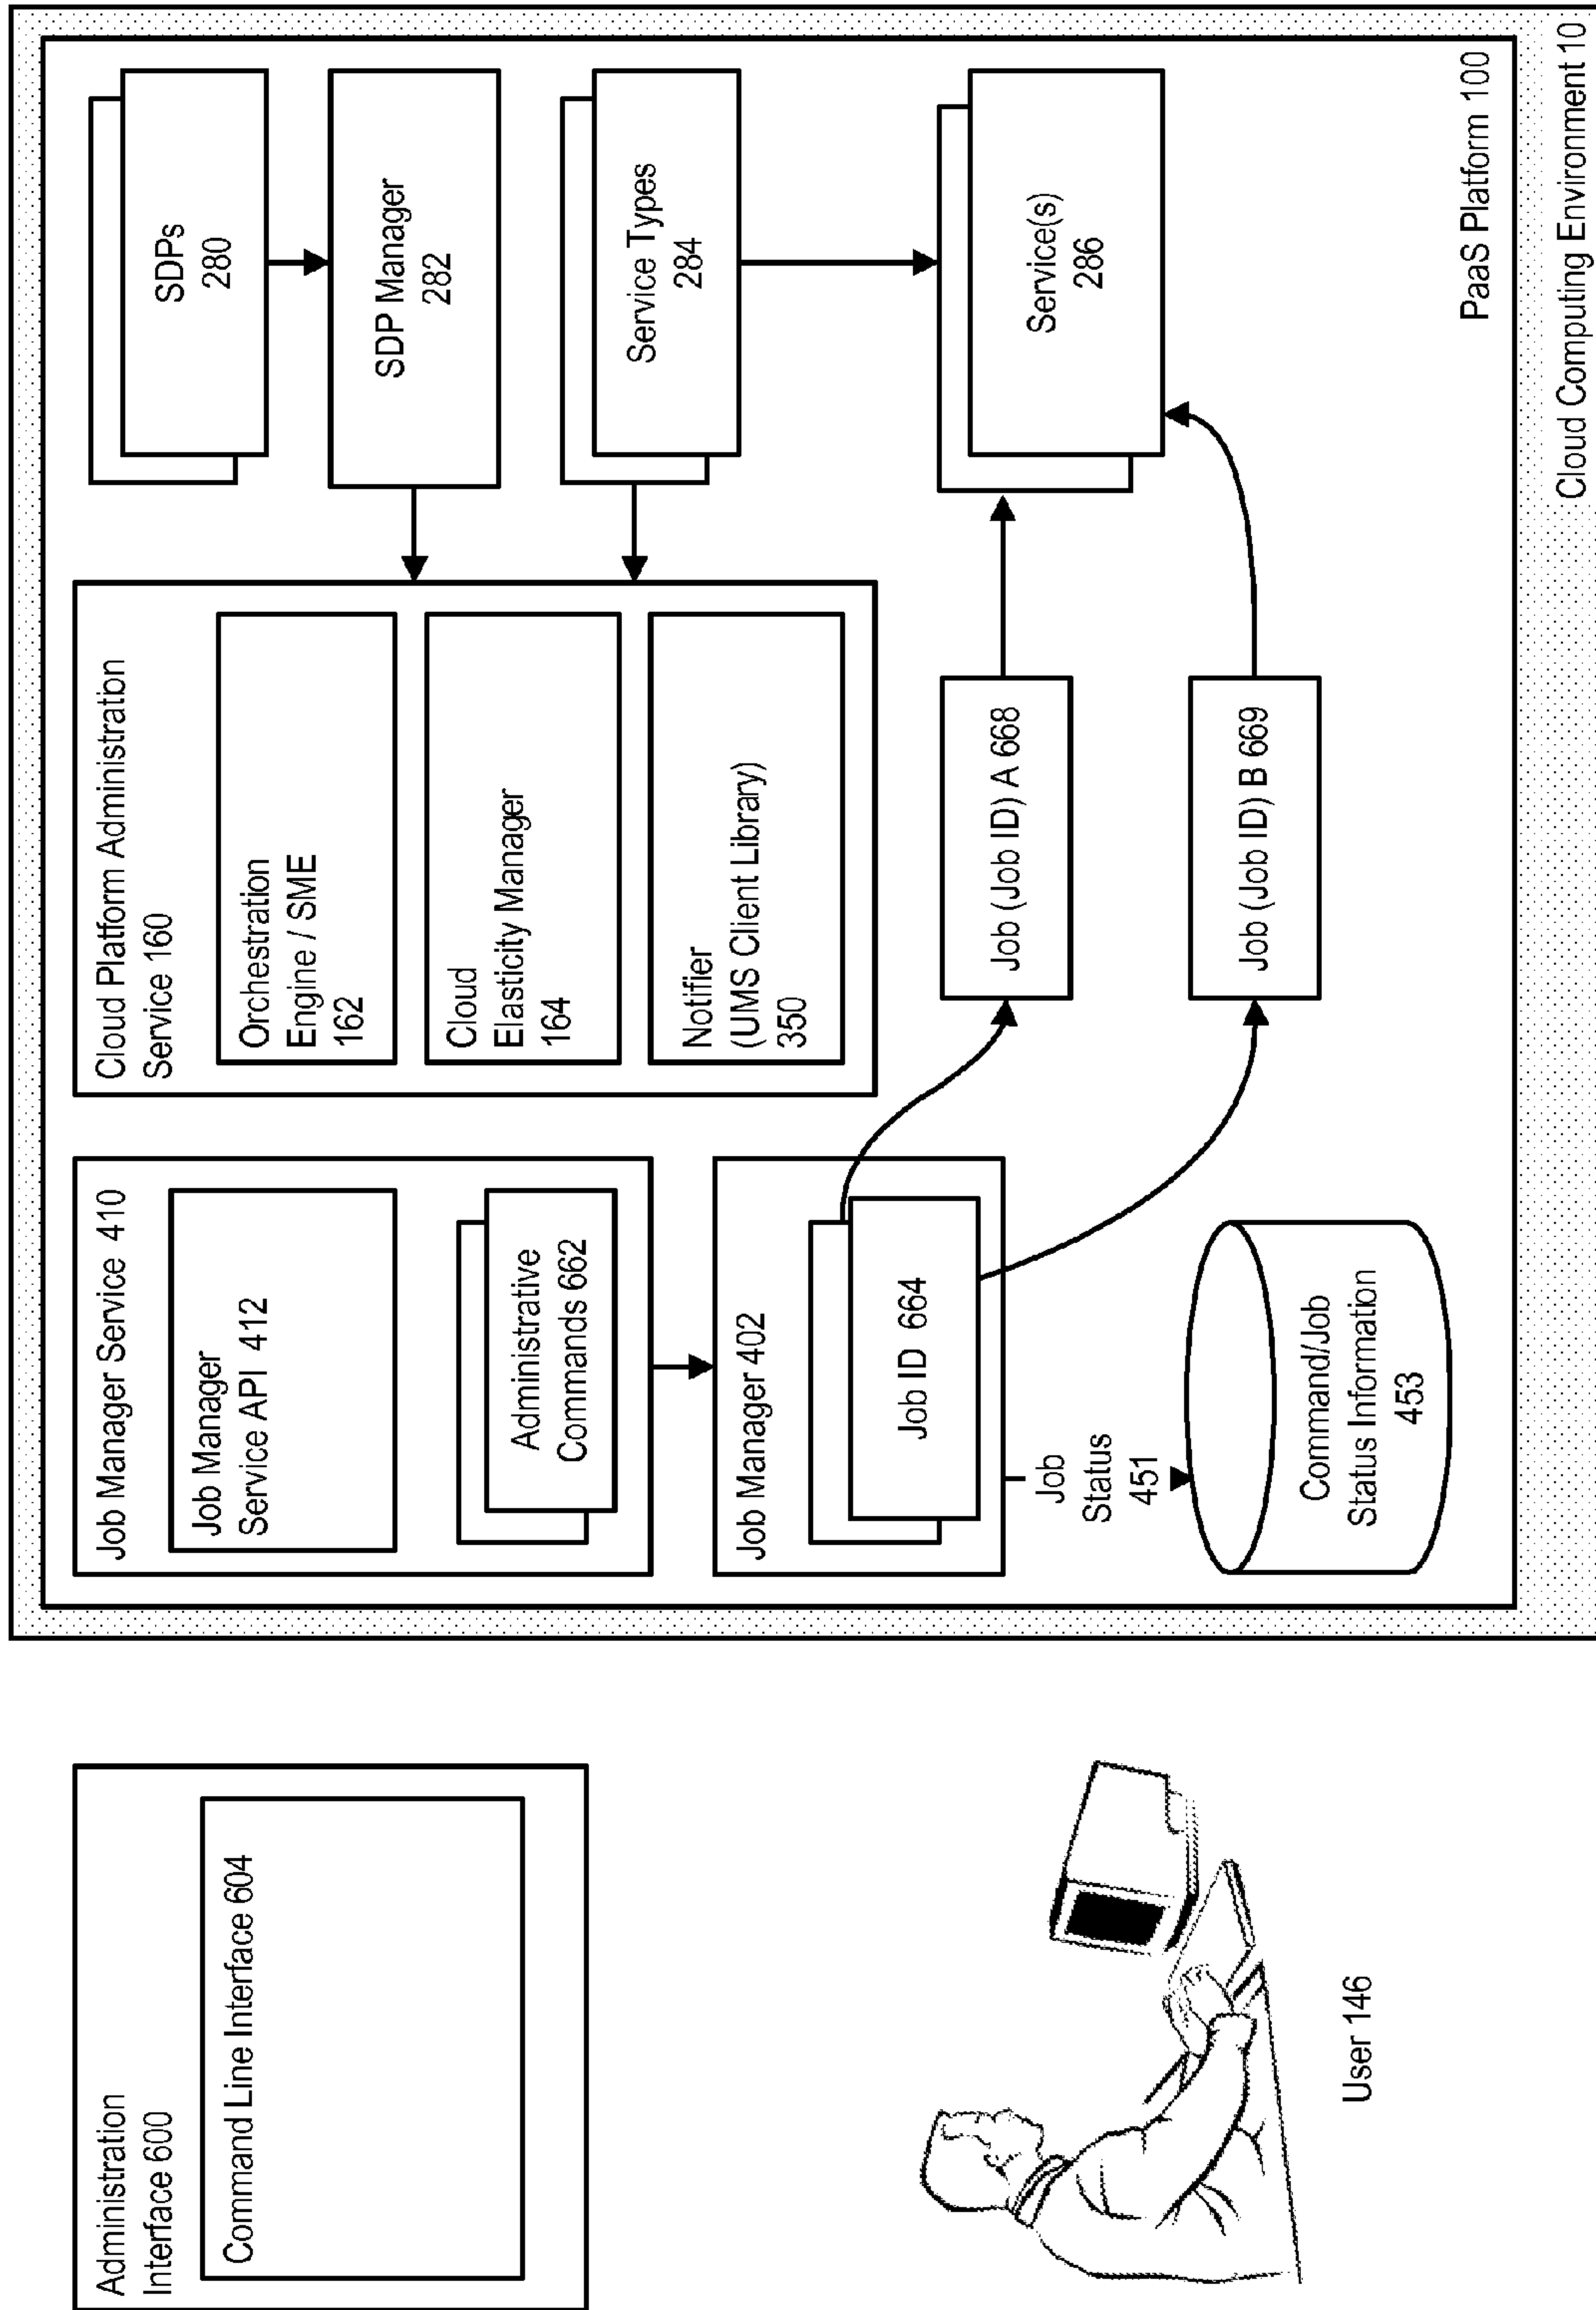 Administration
Interface 600
Command Line Interface 604
User 146
Job Manager Service 410
Job Manager
Service API 412
Administrative
Commands 662
Job Manager 402
Job ID 664
Job
Status
451
Command/Job
Status Information
453
Cloud Platform Administration
Service 160
Orchestration
Engine / SME
162
Cloud
Elasticity Manager
164
Notifier
(UMS Client Library)
350
Job (Job ID) A 668
Job (Job ID) B 669
SDPs
280
SDP Manager
282
Service Types
284
Service(s)
286
PaaS Platform 100
Cloud Computing Environment 10